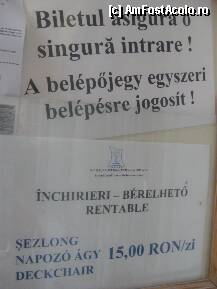 (c) AmFostAcolo.ro
Biletul asigură o
singură intrare !
A belépőjegy egyszeri
belépésre jogosít !
ÎNCHIRIERI – BÉRELHETŐ
RENTABLE
ŞEZLONG
NAPOZÓ ÁGY 15,00 RON/zi
DECKCHAIR